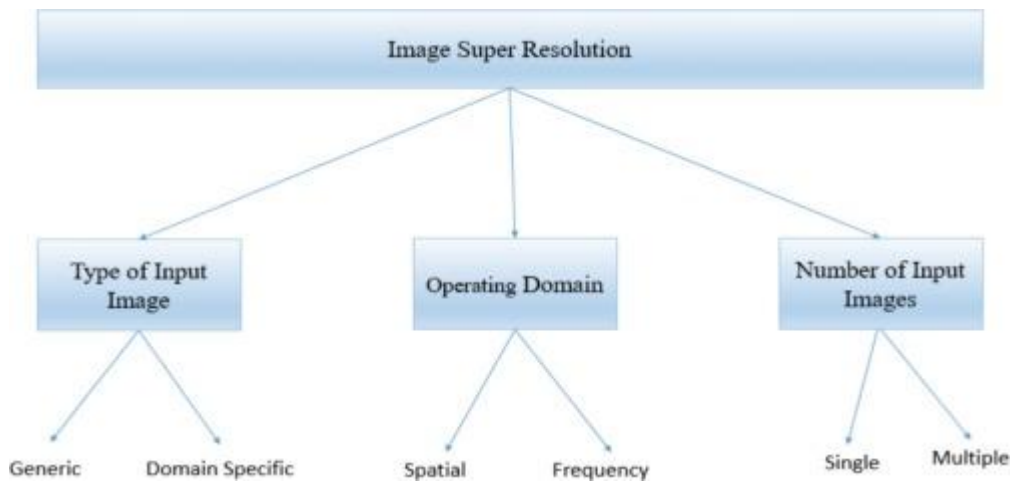 Image Super Resolution
Type of Input
Image
Operating Domain
Number of Input
Images
Generic
Domain Specific
Spatial
Frequency
Single
Multiple